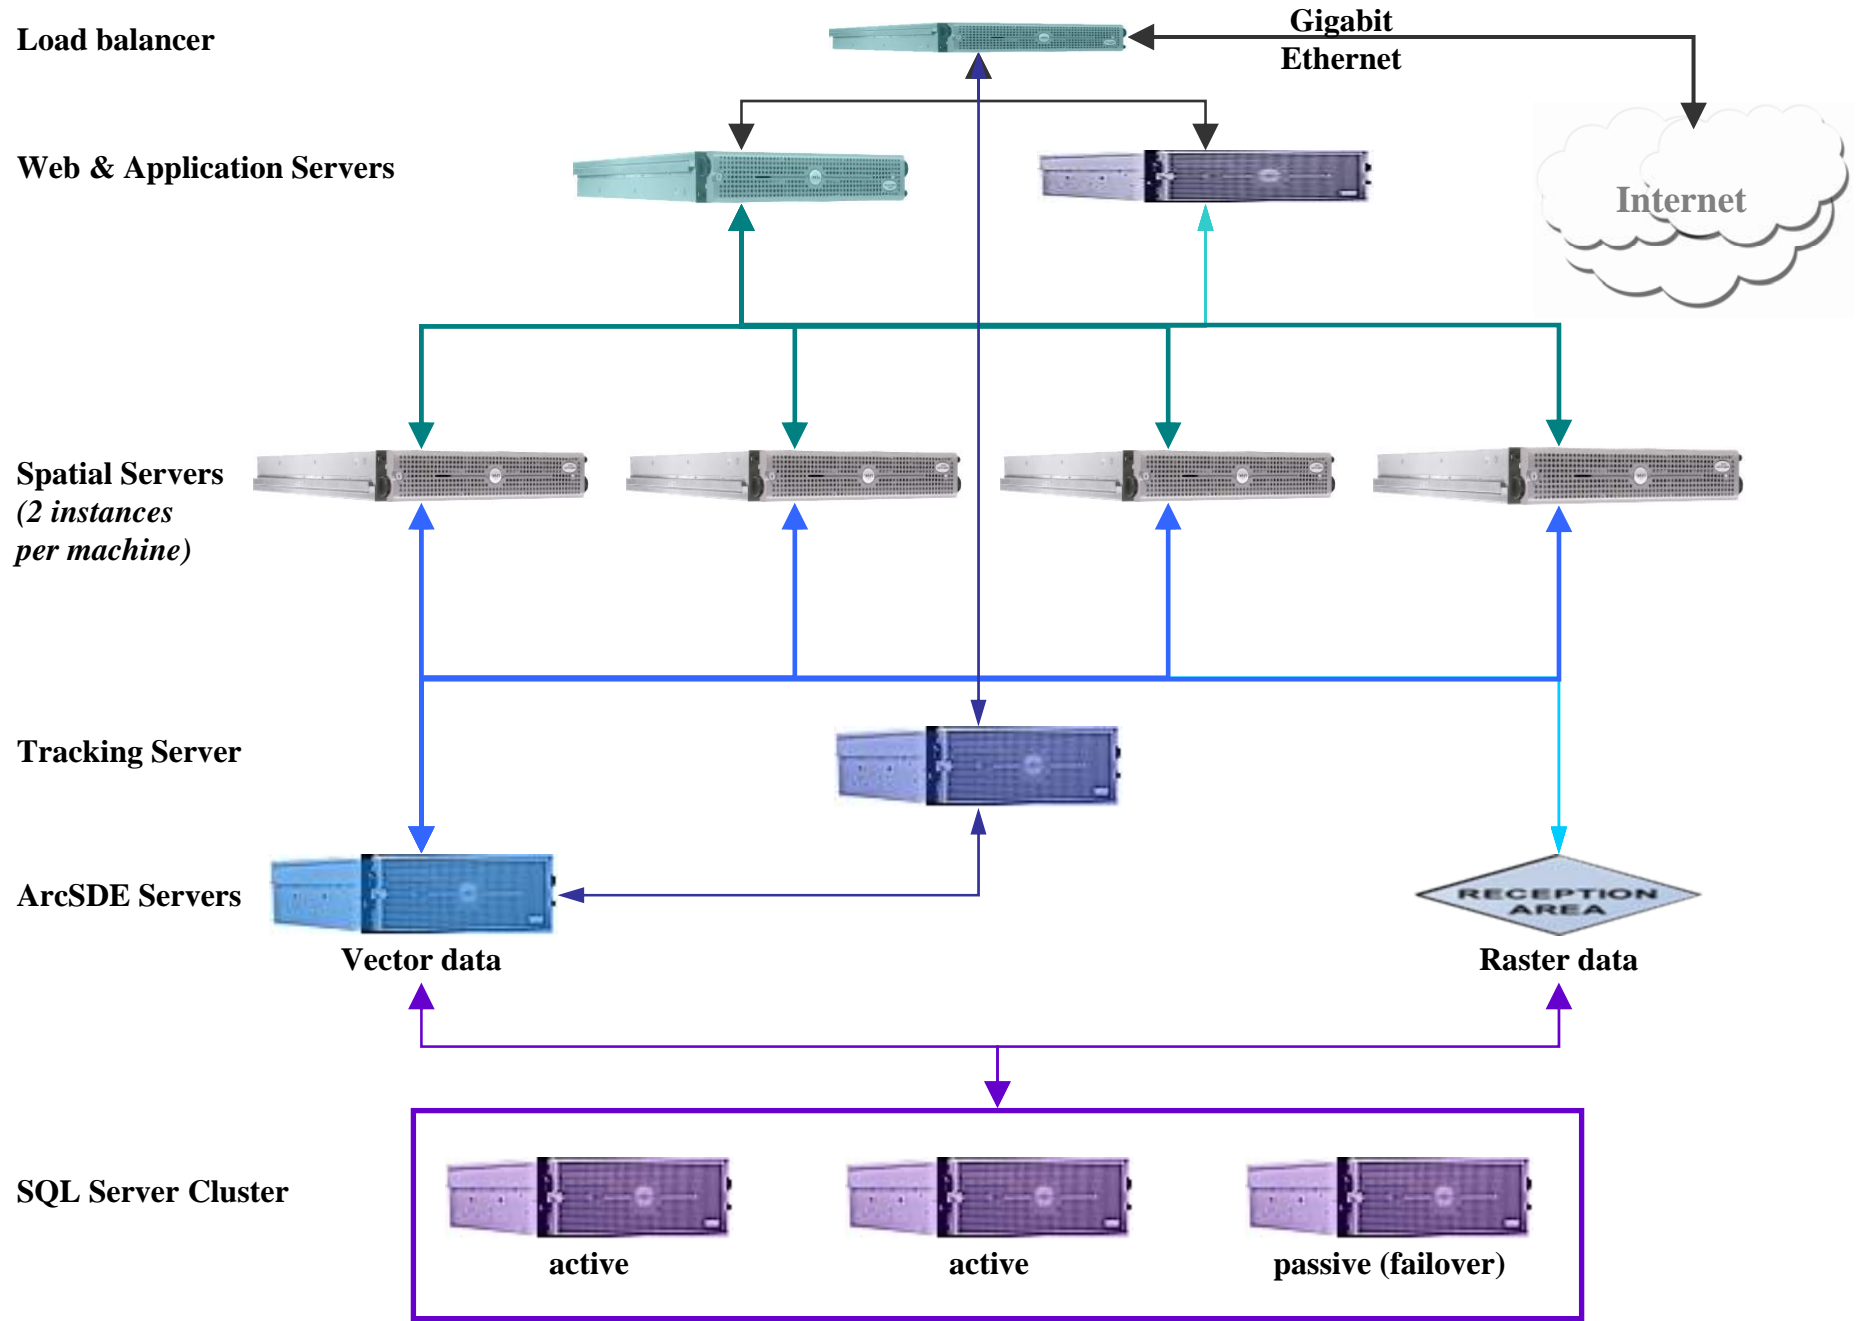 Load balancer
Gigabit
Ethernet
Web & Application Servers
Internet
Spatial Servers
(2 instances
per machine)
Tracking Server
ArcSDE Servers
RECEPTION
AREA
Vector data
Raster data
SQL Server Cluster
active
active
passive (failover)